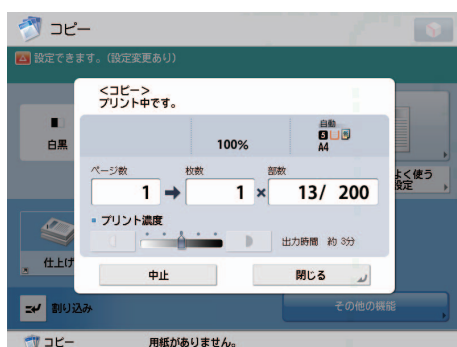 コピー
設定できます。(設定変更あり)
<コピー>
プリント中です。
白黒
100%
自動
5
A4
よく使う
設定
ページ数
枚数
部数
1
1
×
13/ 200
プリント濃度
出力時間 約 3分
仕上げ
中止
閉じる
割り込み
その他の機能
コピー
用紙がありません。